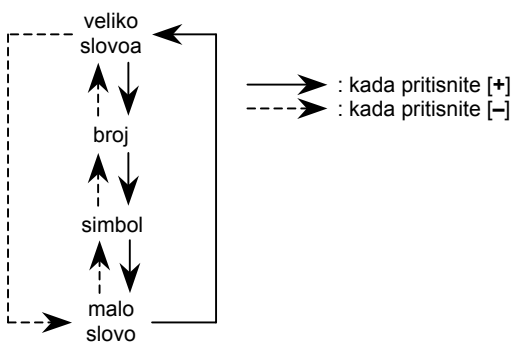 veliko
slovoa
broj
simbol
malo
slovo
: kada pritisnite [+]
: kada pritisnite [–]